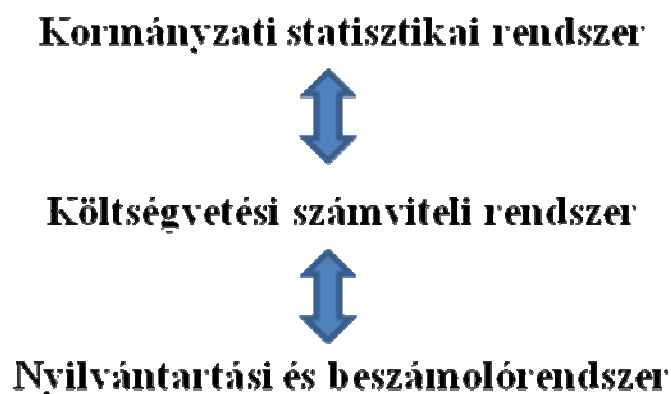 Kormányzati statisztikai rendszer
Költségvetési számviteli rendszer
Nyilvántartási és beszámolórendszer